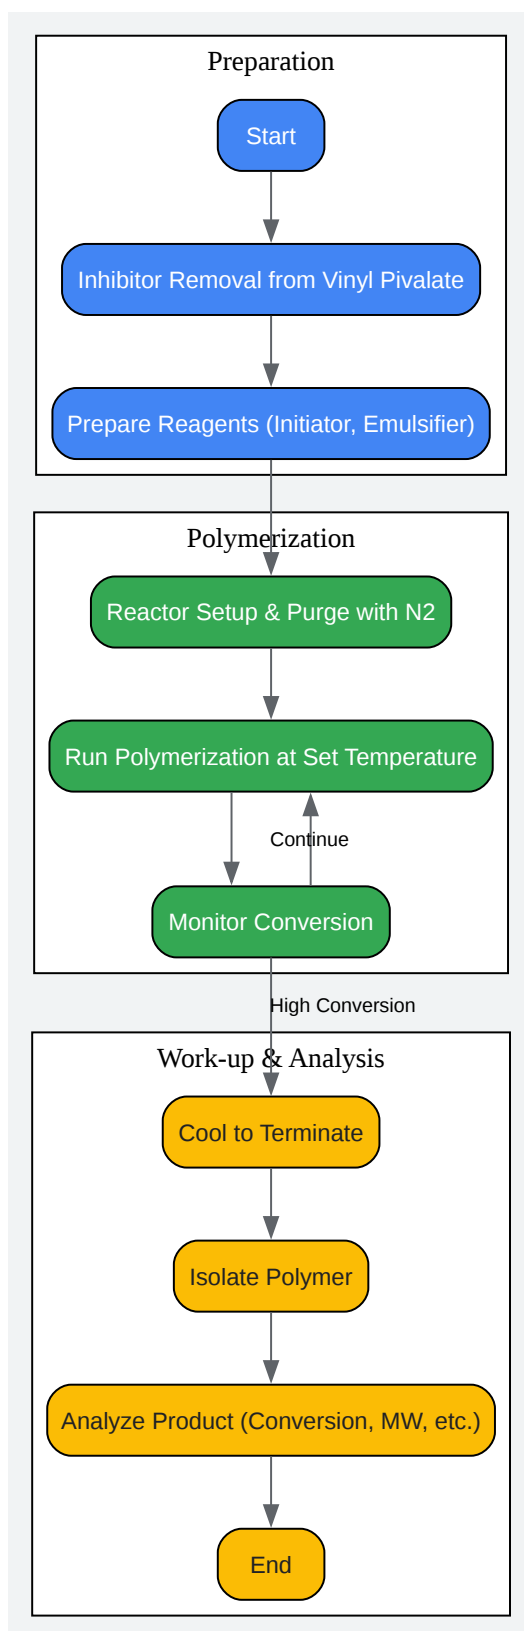 Preparation
Start
Inhibitor Removal from Vinyl Pivalate
Prepare Reagents (Initiator, Emulsifier)
Polymerization
Reactor Setup & Purge with N2
Run Polymerization at Set Temperature
Continue
Monitor Conversion
High Conversion
Work-up & Analysis
Cool to Terminate
Isolate Polymer
Analyze Product (Conversion, MW, etc.)
End